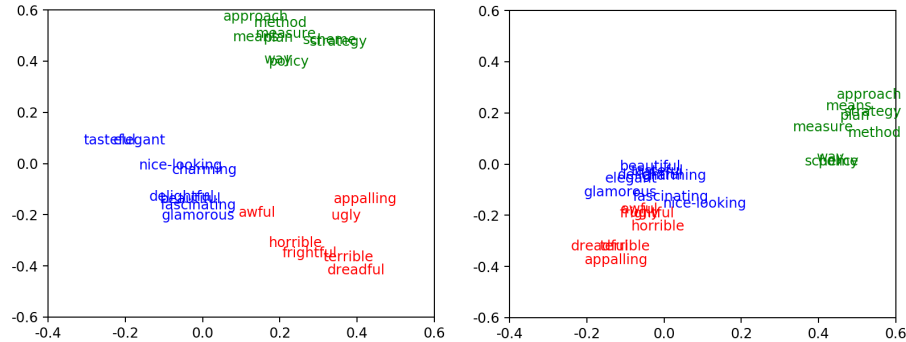 0.6
0.4
0.2
0.0
-0.2
-0.4
-0.6
-0.4
-0.2
0.0
0.2
0.4
0.6
approach
method
measure
means
plan
scheme
strategy
way
policy
tasteful
elegant
nice-looking
charming
delightful
beautiful
fascinating
glamorous
awful
appalling
ugly
horrible
frightful
terrible
dreadful
0.6
0.4
0.2
0.0
-0.2
-0.4
-0.6
-0.4
-0.2
0.0
0.2
0.4
0.6
approach
means
strategy
plan
measure
method
way
scheme
policy
beautiful
tasteful
delightful
charming
elegant
glamorous
fascinating
nice-looking
awful
frightful
ugly
horrible
dreadful
terrible
appalling